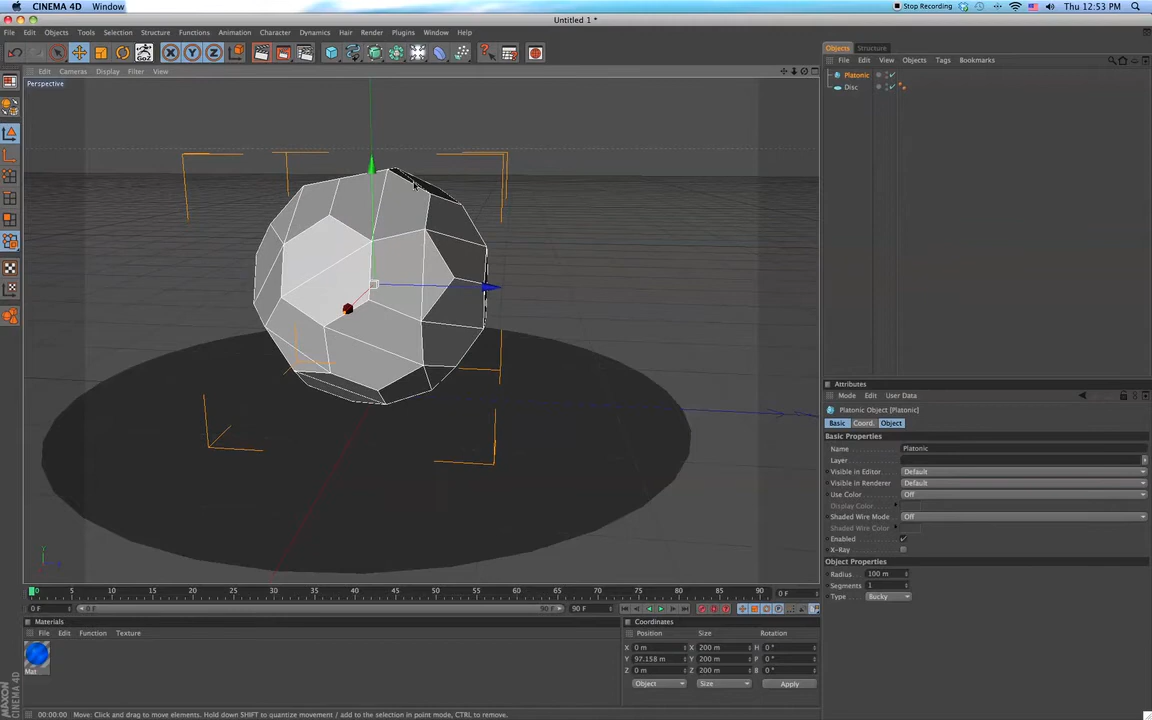 CINEMA 4D Window
Stop Recording Thu 12:53 PM
Untitled 1 *
File Edit Objects Tools Selection Structure Functions Animation Character Dynamics Illustrate Hair Render Plugins Window Help
X Y Z
GoZ
Edit Cameras Display Filter View
Perspective
Objects Structure
File Edit View Objects Tags Bookmarks
Platonic
Disc
Attributes
Mode Edit User Data
Platonic Object [Platonic]
Basic Coord. Object
Basic Properties
Name Platonic
Layer
Visible in Editor Default
Visible in Renderer Default
Use Color Off
Display Color
Shaded Wire Mode Off
Shaded Wire Color
Enabled
X-Ray
Object Properties
Radius 100 m
Segments 1
Type Bucky
0 5 10 15 20 25 30 35 40 45 50 55 60 65 70 75 80 85 90 0 F
0 F 0 F 90 F 90 F
Materials
File Edit Function Texture
Mat
Coordinates
Position Size Rotation
X 0 m X 200 m H 0 °
Y 97.158 m Y 200 m P 0 °
Z 0 m Z 200 m B 0 °
Object Size Apply
MAXON CINEMA 4D
00:00:00 Move: Click and drag to move elements. Hold down SHIFT to quantize movement / add to the selection in point mode, CTRL to remove.